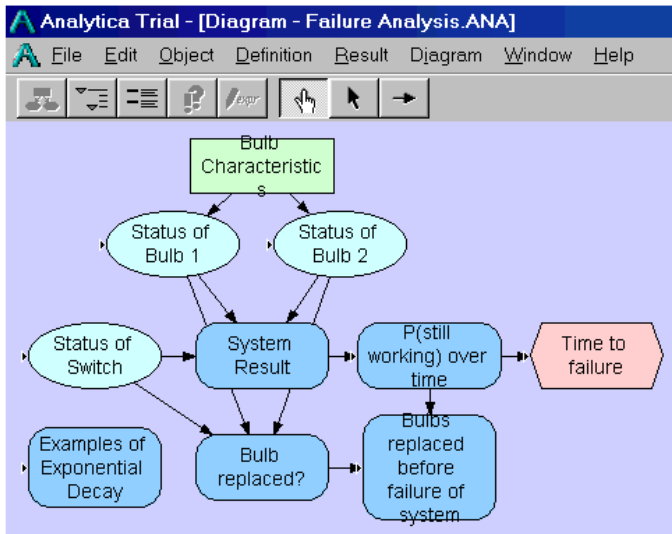 Analytica Trial - [Diagram - Failure Analysis.ANA]
File Edit Object Definition Result Diagram Window Help
expr
Bulb
Characteristic
s
Status of
Bulb 1
Status of
Bulb 2
Status of
Switch
System
Result
P(still
working) over
time
Time to
failure
Examples of
Exponential
Decay
Bulb
replaced?
Bulbs
replaced
before
failure of
system